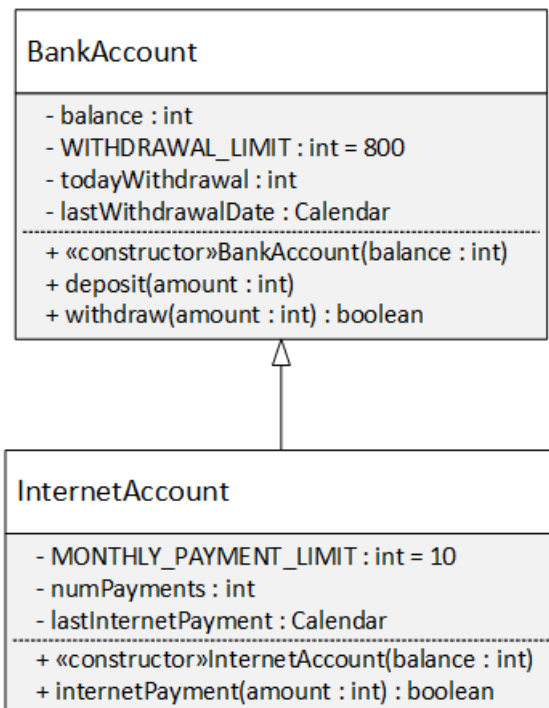 BankAccount
- balance : int
- WITHDRAWAL_LIMIT : int = 800
- todayWithdrawal : int
- lastWithdrawalDate : Calendar
+ «constructor»BankAccount(balance : int)
+ deposit(amount : int)
+ withdraw(amount : int) : boolean
InternetAccount
- MONTHLY_PAYMENT_LIMIT : int = 10
- numPayments : int
- lastInternetPayment : Calendar
+ «constructor»InternetAccount(balance : int)
+ internetPayment(amount : int) : boolean